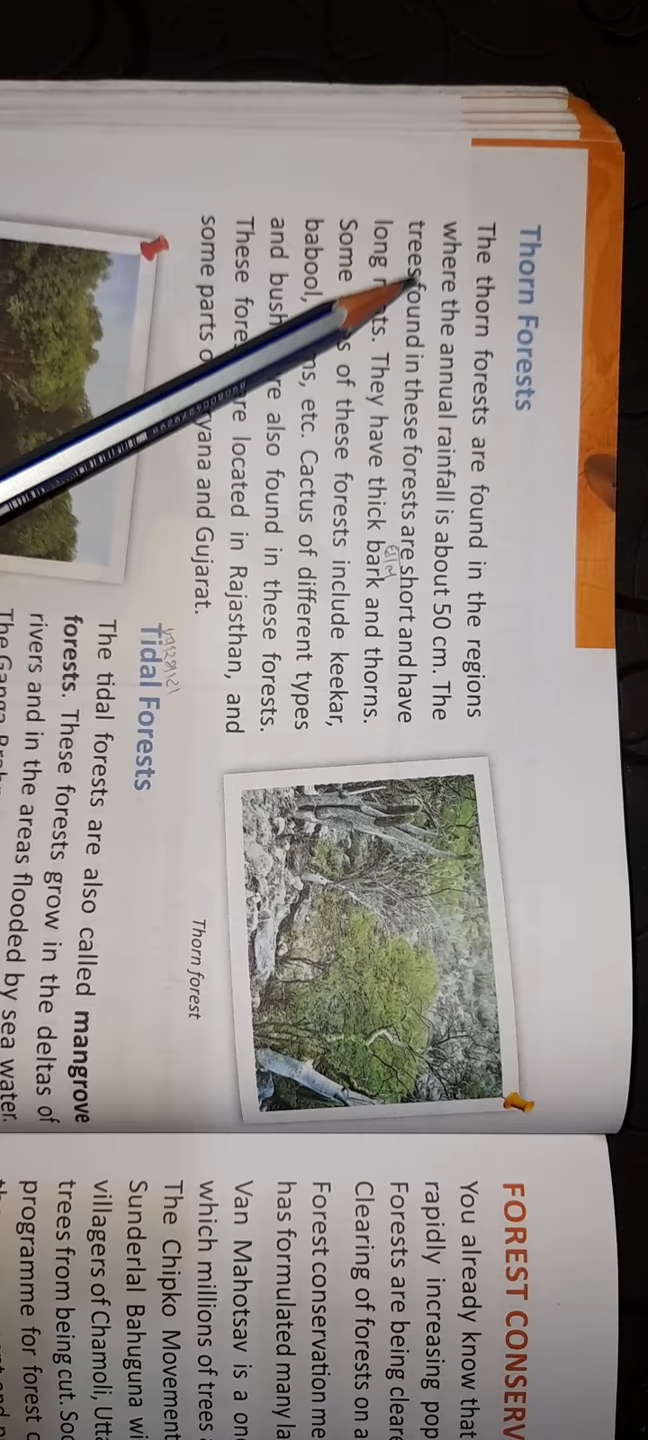 Thorn Forests
The thorn forests are found in the regions
where the annual rainfall is about 50 cm. The
trees found in these forests are short and have
long ts. They have thick bark and thorns.
Some s of these forests include keekar,
babool, ms, etc. Cactus of different types
and bush re also found in these forests.
These fore re located in Rajasthan, and
some parts o yana and Gujarat.
Thorn forest
Tidal Forests
The tidal forests are also called mangrove
forests. These forests grow in the deltas of
rivers and in the areas flooded by sea water.
The Ganga
FOREST CONSERV
You already know that
rapidly increasing pop
Forests are being cleare
Clearing of forests on a
Forest conservation me
has formulated many la
Van Mahotsav is a on
which millions of trees
The Chipko Movement
Sunderlal Bahuguna wi
villagers of Chamoli, Utta
trees from being cut. Soc
programme for forest c